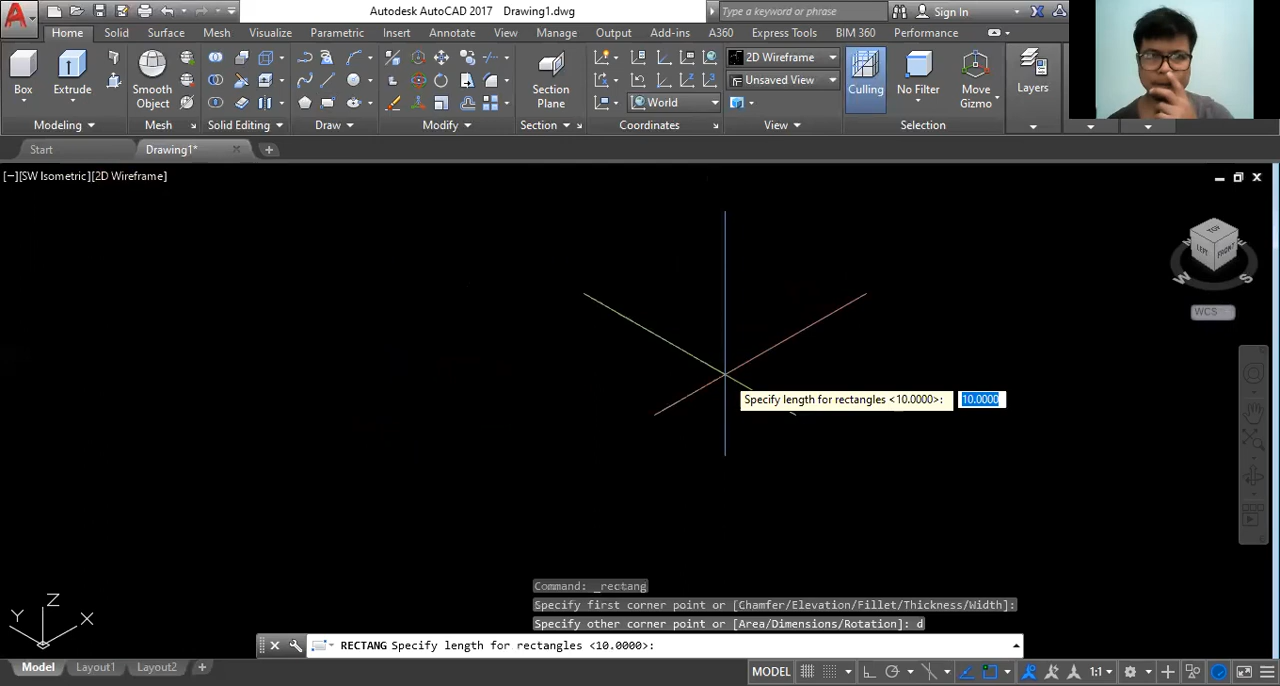 Autodesk AutoCAD 2017 Drawing1.dwg
Type a keyword or phrase
Sign In
Home Solid Surface Mesh Visualize Parametric Insert Annotate View Manage Output Add-ins A360 Express Tools BIM 360 Performance
2D Wireframe
Unsaved View
World
Box
Extrude
Smooth
Object
Section
Plane
Culling
No Filter
Move
Gizmo
Layers
Modeling Mesh Solid Editing Draw Modify Section Coordinates View Selection
Start Drawing1*
[−][SW Isometric][2D Wireframe]
TOP
LEFT FRONT
W S
WCS
Specify length for rectangles <10.0000>: 10.0000
Command: _rectang
Specify first corner point or [Chamfer/Elevation/Fillet/Thickness/Width]:
Specify other corner point or [Area/Dimensions/Rotation]: d
RECTANG Specify length for rectangles <10.0000>:
Z
Y X
Model Layout1 Layout2 +
MODEL 1:1